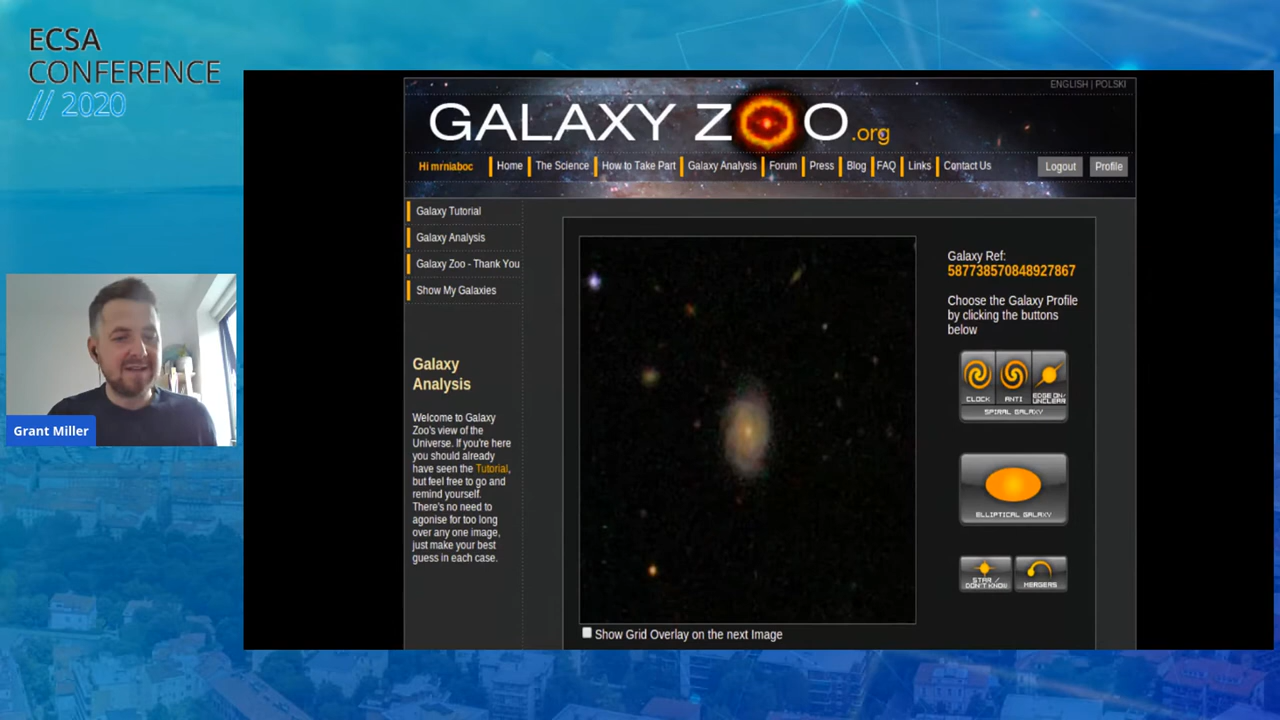 ECSA
CONFERENCE
// 2020
ENGLISH | POLSKI
GALAXY ZOO.org
Hi mrniaboc
Home
The Science
How to Take Part
Galaxy Analysis
Forum
Press
Blog
FAQ
Links
Contact Us
Logout
Profile
Galaxy Tutorial
Galaxy Analysis
Galaxy Zoo - Thank You
Show My Galaxies
Galaxy
Analysis
Welcome to Galaxy
Zoo's view of the
Universe. If you're here
you should already
have seen the Tutorial,
but feel free to go and
remind yourself.
There's no need to
agonise for too long
over any one image,
just make your best
guess in each case.
Galaxy Ref:
587738570848927867
Choose the Galaxy Profile
by clicking the buttons
below
CLOCK
ANTI
EDGE ON/
UNCLEAR
SPIRAL GALAXY
ELLIPTICAL GALAXY
STAR /
DON'T KNOW
MERGERS
Show Grid Overlay on the next Image
Grant Miller